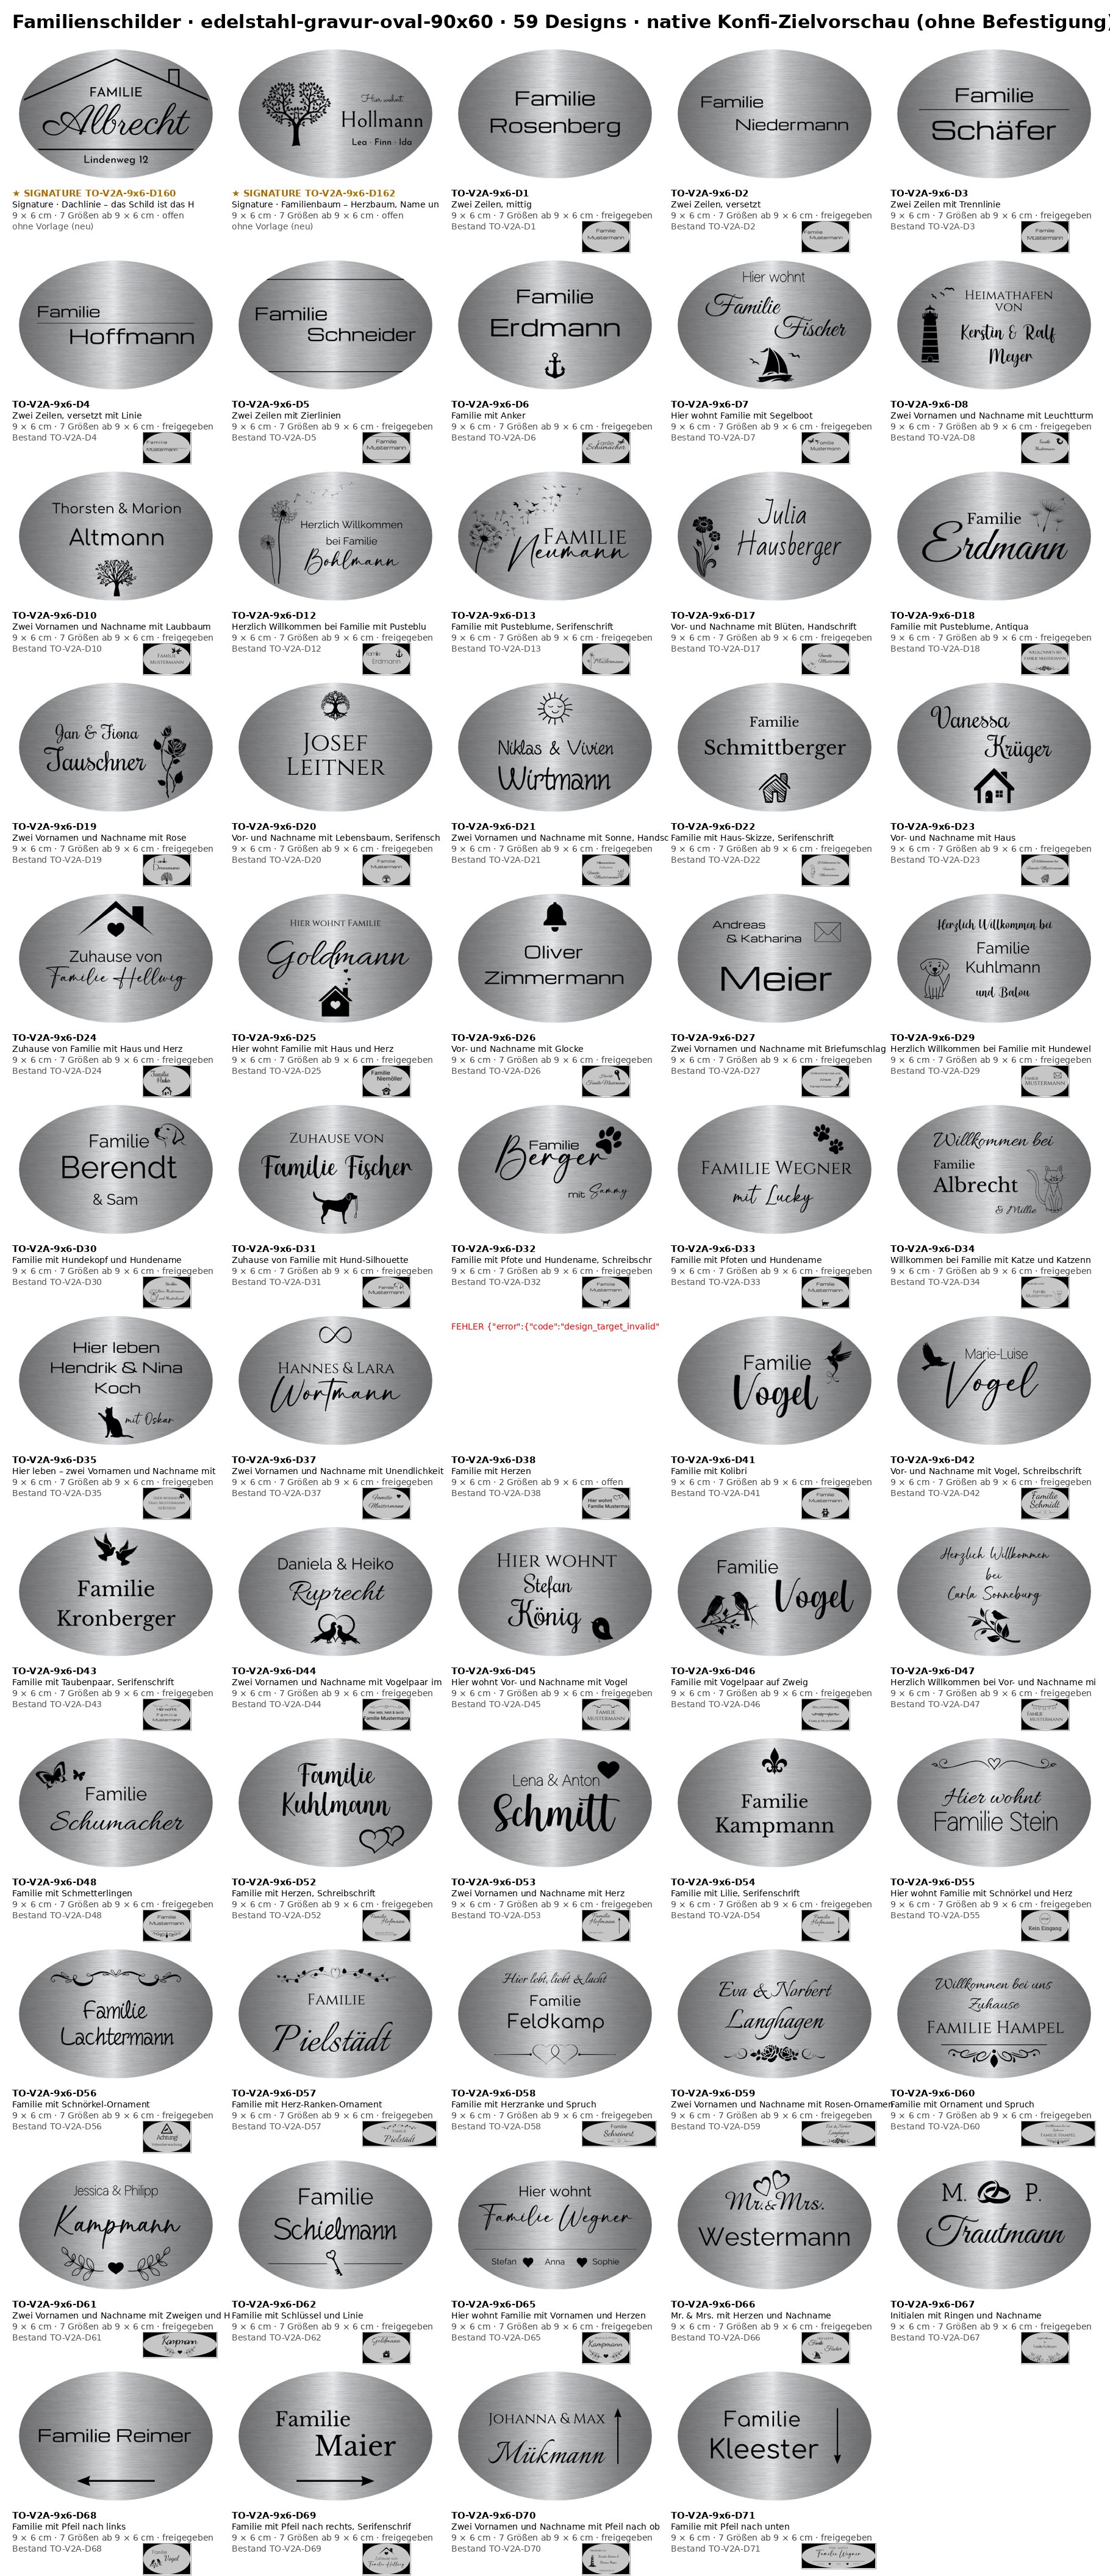 Familienschilder · edelstahl-gravur-oval-90x60 · 59 Designs · native Konfi-Zielvorschau (ohne Befestigung)
FAMILIE
Albrecht
Lindenweg 12
★ SIGNATURE TO-V2A-9x6-D160
Signature · Dachlinie – das Schild ist das H
9 × 6 cm · 9 × 6 cm · offen
ohne Vorlage (neu)
Hier wohnt
Hollmann
Lea · Finn · Ida
★ SIGNATURE TO-V2A-9x6-D162
Signature · Familienbaum – Herzbaum, Name un
9 × 6 cm · 9 × 6 cm · offen
ohne Vorlage (neu)
Familie
Rosenberg
TO-V2A-9x6-D1
Zwei Zeilen, mittig
9 × 6 cm · 7 Größen ab 9 × 6 cm · freigegeben
Bestand TO-V2A-D1
Familie
Niedermann
TO-V2A-9x6-D2
Zwei Zeilen, versetzt
9 × 6 cm · 7 Größen ab 9 × 6 cm · freigegeben
Bestand TO-V2A-D2
Familie
Schäfer
TO-V2A-9x6-D3
Zwei Zeilen mit Trennlinie
9 × 6 cm · 7 Größen ab 9 × 6 cm · freigegeben
Bestand TO-V2A-D3
Familie
Hoffmann
TO-V2A-9x6-D4
Zwei Zeilen, versetzt mit Linie
9 × 6 cm · 7 Größen ab 9 × 6 cm · freigegeben
Bestand TO-V2A-D4
Familie
Schneider
TO-V2A-9x6-D5
Zwei Zeilen mit Zierlinien
9 × 6 cm · 7 Größen ab 9 × 6 cm · freigegeben
Bestand TO-V2A-D5
Familie
Erdmann
TO-V2A-9x6-D6
Familie mit Anker
9 × 6 cm · 7 Größen ab 9 × 6 cm · freigegeben
Bestand TO-V2A-D6
Hier wohnt
Familie
Fischer
TO-V2A-9x6-D7
Hier wohnt Familie mit Segelboot
9 × 6 cm · 7 Größen ab 9 × 6 cm · freigegeben
Bestand TO-V2A-D7
Heimathafen
von
Kerstin & Ralf
Meyer
TO-V2A-9x6-D8
Zwei Vornamen und Nachname mit Leuchtturm
9 × 6 cm · 7 Größen ab 9 × 6 cm · freigegeben
Bestand TO-V2A-D8
Thorsten & Marion
Altmann
TO-V2A-9x6-D10
Zwei Vornamen und Nachname mit Laubbaum
9 × 6 cm · 7 Größen ab 9 × 6 cm · freigegeben
Bestand TO-V2A-D10
Herzlich Willkommen
bei Familie
Bohlmann
TO-V2A-9x6-D12
Herzlich Willkommen bei Familie mit Pusteblu
9 × 6 cm · 7 Größen ab 9 × 6 cm · freigegeben
Bestand TO-V2A-D12
Familie
Neumann
TO-V2A-9x6-D13
Familie mit Pusteblume, Serifenschrift
9 × 6 cm · 7 Größen ab 9 × 6 cm · freigegeben
Bestand TO-V2A-D13
Julia
Hausberger
TO-V2A-9x6-D17
Vor- und Nachname mit Blüten, Handschrift
9 × 6 cm · 7 Größen ab 9 × 6 cm · freigegeben
Bestand TO-V2A-D17
Familie
Erdmann
TO-V2A-9x6-D18
Familie mit Pusteblume, Antiqua
9 × 6 cm · 7 Größen ab 9 × 6 cm · freigegeben
Bestand TO-V2A-D18
Jan & Fiona
Tauschner
TO-V2A-9x6-D19
Zwei Vornamen und Nachname mit Rose
9 × 6 cm · 7 Größen ab 9 × 6 cm · freigegeben
Bestand TO-V2A-D19
Josef
Leitner
TO-V2A-9x6-D20
Vor- und Nachname mit Lebensbaum, Serifensch
9 × 6 cm · 7 Größen ab 9 × 6 cm · freigegeben
Bestand TO-V2A-D20
Niklas & Vivien
Wirtmann
TO-V2A-9x6-D21
Zwei Vornamen und Nachname mit Sonne, Handsc
9 × 6 cm · 7 Größen ab 9 × 6 cm · freigegeben
Bestand TO-V2A-D21
Familie
Schmittberger
TO-V2A-9x6-D22
Familie mit Haus-Skizze, Serifenschrift
9 × 6 cm · 7 Größen ab 9 × 6 cm · freigegeben
Bestand TO-V2A-D22
Vanessa
Krüger
TO-V2A-9x6-D23
Vor- und Nachname mit Haus
9 × 6 cm · 7 Größen ab 9 × 6 cm · freigegeben
Bestand TO-V2A-D23
Zuhause von
Familie Hellwig
TO-V2A-9x6-D24
Zuhause von Familie mit Haus und Herz
9 × 6 cm · 7 Größen ab 9 × 6 cm · freigegeben
Bestand TO-V2A-D24
Hier wohnt Familie
Goldmann
TO-V2A-9x6-D25
Hier wohnt Familie mit Haus und Herz
9 × 6 cm · 7 Größen ab 9 × 6 cm · freigegeben
Bestand TO-V2A-D25
Oliver
Zimmermann
TO-V2A-9x6-D26
Vor- und Nachname mit Glocke
9 × 6 cm · 7 Größen ab 9 × 6 cm · freigegeben
Bestand TO-V2A-D26
Andreas
& Katharina
Meier
TO-V2A-9x6-D27
Zwei Vornamen und Nachname mit Briefumschlag
9 × 6 cm · 7 Größen ab 9 × 6 cm · freigegeben
Bestand TO-V2A-D27
Herzlich Willkommen bei
Familie
Kuhlmann
und Balou
TO-V2A-9x6-D29
Herzlich Willkommen bei Familie mit Hundewel
9 × 6 cm · 7 Größen ab 9 × 6 cm · freigegeben
Bestand TO-V2A-D29
Familie
Berendt
& Sam
TO-V2A-9x6-D30
Familie mit Hundekopf und Hundename
9 × 6 cm · 7 Größen ab 9 × 6 cm · freigegeben
Bestand TO-V2A-D30
Zuhause von
Familie Fischer
TO-V2A-9x6-D31
Zuhause von Familie mit Hund-Silhouette
9 × 6 cm · 7 Größen ab 9 × 6 cm · freigegeben
Bestand TO-V2A-D31
Familie
Berger
mit Sammy
TO-V2A-9x6-D32
Familie mit Pfote und Hundename, Schreibschr
9 × 6 cm · 7 Größen ab 9 × 6 cm · freigegeben
Bestand TO-V2A-D32
Familie Wegner
mit Lucky
TO-V2A-9x6-D33
Familie mit Pfoten und Hundename
9 × 6 cm · 7 Größen ab 9 × 6 cm · freigegeben
Bestand TO-V2A-D33
Willkommen bei
Familie
Albrecht
& Millie
TO-V2A-9x6-D34
Willkommen bei Familie mit Katze und Katzenn
9 × 6 cm · 7 Größen ab 9 × 6 cm · freigegeben
Bestand TO-V2A-D34
Hier leben
Hendrik & Nina
Koch
mit Oskar
TO-V2A-9x6-D35
Hier leben – zwei Vornamen und Nachname mit
9 × 6 cm · 7 Größen ab 9 × 6 cm · freigegeben
Bestand TO-V2A-D35
Hannes & Lara
Wortmann
TO-V2A-9x6-D37
Zwei Vornamen und Nachname mit Unendlichkeit
9 × 6 cm · 7 Größen ab 9 × 6 cm · freigegeben
Bestand TO-V2A-D37
FEHLER {"error":{"code":"design_target_invalid"
TO-V2A-9x6-D38
Familie mit Herzen
9 × 6 cm · 2 Größen ab 9 × 6 cm · offen
Bestand TO-V2A-D38
Familie
Vogel
TO-V2A-9x6-D41
Familie mit Kolibri
9 × 6 cm · 7 Größen ab 9 × 6 cm · freigegeben
Bestand TO-V2A-D41
Marie-Luise
Vogel
TO-V2A-9x6-D42
Vor- und Nachname mit Vogel, Schreibschrift
9 × 6 cm · 7 Größen ab 9 × 6 cm · freigegeben
Bestand TO-V2A-D42
Familie
Kronberger
TO-V2A-9x6-D43
Familie mit Taubenpaar, Serifenschrift
9 × 6 cm · 7 Größen ab 9 × 6 cm · freigegeben
Bestand TO-V2A-D43
Daniela & Heiko
Ruprecht
TO-V2A-9x6-D44
Zwei Vornamen und Nachname mit Vogelpaar im
9 × 6 cm · 7 Größen ab 9 × 6 cm · freigegeben
Bestand TO-V2A-D44
Hier wohnt
Stefan
König
TO-V2A-9x6-D45
Hier wohnt Vor- und Nachname mit Vogel
9 × 6 cm · 7 Größen ab 9 × 6 cm · freigegeben
Bestand TO-V2A-D45
Familie
Vogel
TO-V2A-9x6-D46
Familie mit Vogelpaar auf Zweig
9 × 6 cm · 7 Größen ab 9 × 6 cm · freigegeben
Bestand TO-V2A-D46
Herzlich Willkommen
bei
Carla Sonneburg
TO-V2A-9x6-D47
Herzlich Willkommen bei Vor- und Nachname mi
9 × 6 cm · 7 Größen ab 9 × 6 cm · freigegeben
Bestand TO-V2A-D47
Familie
Schumacher
TO-V2A-9x6-D48
Familie mit Schmetterlingen
9 × 6 cm · 7 Größen ab 9 × 6 cm · freigegeben
Bestand TO-V2A-D48
Familie
Kuhlmann
TO-V2A-9x6-D52
Familie mit Herzen, Schreibschrift
9 × 6 cm · 7 Größen ab 9 × 6 cm · freigegeben
Bestand TO-V2A-D52
Lena & Anton
Schmitt
TO-V2A-9x6-D53
Zwei Vornamen und Nachname mit Herz
9 × 6 cm · 7 Größen ab 9 × 6 cm · freigegeben
Bestand TO-V2A-D53
Familie
Kampmann
TO-V2A-9x6-D54
Familie mit Lilie, Serifenschrift
9 × 6 cm · 7 Größen ab 9 × 6 cm · freigegeben
Bestand TO-V2A-D54
Hier wohnt
Familie Stein
TO-V2A-9x6-D55
Hier wohnt Familie mit Schnörkel und Herz
9 × 6 cm · 7 Größen ab 9 × 6 cm · freigegeben
Bestand TO-V2A-D55
Kein Eingang
Familie
Lachtermann
TO-V2A-9x6-D56
Familie mit Schnörkel-Ornament
9 × 6 cm · 7 Größen ab 9 × 6 cm · freigegeben
Bestand TO-V2A-D56
Achtung
Familie
Pielstädt
TO-V2A-9x6-D57
Familie mit Herz-Ranken-Ornament
9 × 6 cm · 7 Größen ab 9 × 6 cm · freigegeben
Bestand TO-V2A-D57
Hier lebt, liebt & lacht
Familie
Feldkamp
TO-V2A-9x6-D58
Familie mit Herzranke und Spruch
9 × 6 cm · 7 Größen ab 9 × 6 cm · freigegeben
Bestand TO-V2A-D58
Eva & Norbert
Langhagen
TO-V2A-9x6-D59
Zwei Vornamen und Nachname mit Rosen-Ornamen
9 × 6 cm · 7 Größen ab 9 × 6 cm · freigegeben
Bestand TO-V2A-D59
Willkommen bei uns
Zuhause
Familie Hampel
TO-V2A-9x6-D60
Familie mit Ornament und Spruch
9 × 6 cm · 7 Größen ab 9 × 6 cm · freigegeben
Bestand TO-V2A-D60
Jessica & Philipp
Kampmann
TO-V2A-9x6-D61
Zwei Vornamen und Nachname mit Zweigen und H
9 × 6 cm · 7 Größen ab 9 × 6 cm · freigegeben
Bestand TO-V2A-D61
Familie
Schielmann
TO-V2A-9x6-D62
Familie mit Schlüssel und Linie
9 × 6 cm · 7 Größen ab 9 × 6 cm · freigegeben
Bestand TO-V2A-D62
Hier wohnt
Familie Wegner
Stefan Anna Sophie
TO-V2A-9x6-D65
Hier wohnt Familie mit Vornamen und Herzen
9 × 6 cm · 7 Größen ab 9 × 6 cm · freigegeben
Bestand TO-V2A-D65
Mr. & Mrs.
Westermann
TO-V2A-9x6-D66
Mr. & Mrs. mit Herzen und Nachname
9 × 6 cm · 7 Größen ab 9 × 6 cm · freigegeben
Bestand TO-V2A-D66
M. P.
Trautmann
TO-V2A-9x6-D67
Initialen mit Ringen und Nachname
9 × 6 cm · 7 Größen ab 9 × 6 cm · freigegeben
Bestand TO-V2A-D67
Familie Reimer
TO-V2A-9x6-D68
Familie mit Pfeil nach links
9 × 6 cm · 7 Größen ab 9 × 6 cm · freigegeben
Bestand TO-V2A-D68
Familie
Maier
TO-V2A-9x6-D69
Familie mit Pfeil nach rechts, Serifenschrif
9 × 6 cm · 7 Größen ab 9 × 6 cm · freigegeben
Bestand TO-V2A-D69
Johanna & Max
Mükmann
TO-V2A-9x6-D70
Zwei Vornamen und Nachname mit Pfeil nach ob
9 × 6 cm · 7 Größen ab 9 × 6 cm · freigegeben
Bestand TO-V2A-D70
Familie
Kleester
TO-V2A-9x6-D71
Familie mit Pfeil nach unten
9 × 6 cm · 7 Größen ab 9 × 6 cm · freigegeben
Bestand TO-V2A-D71